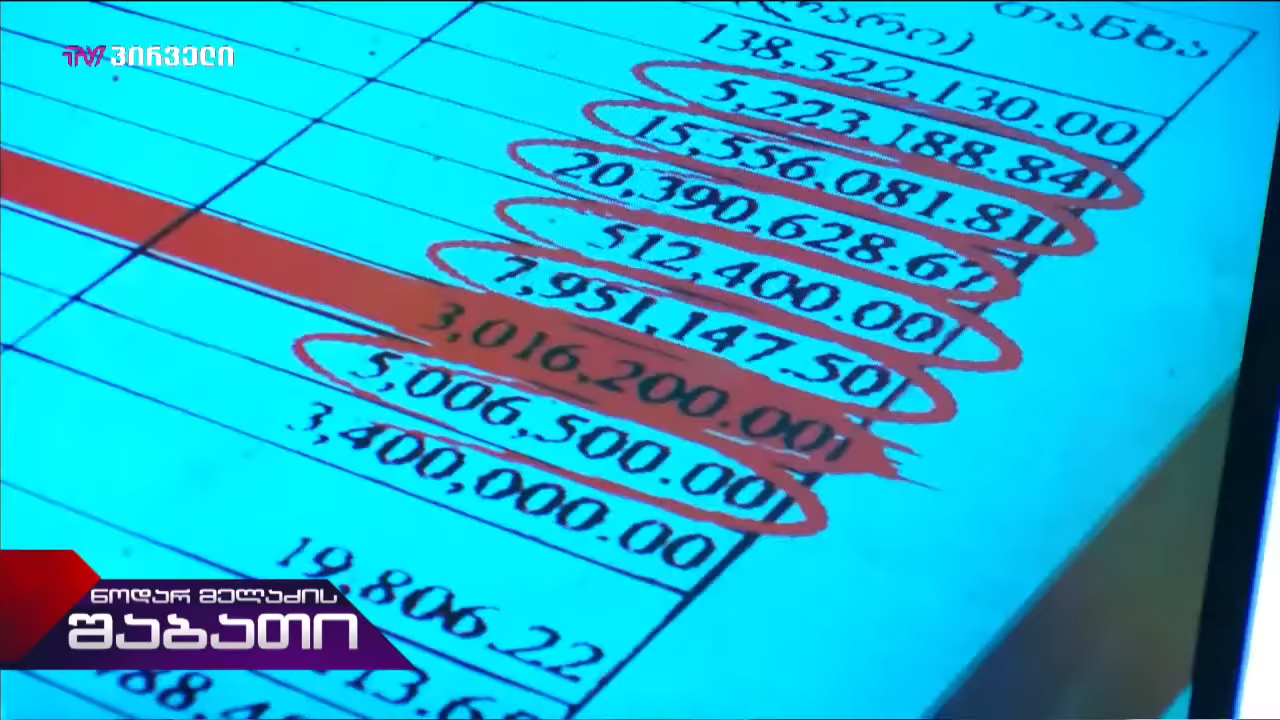 TV პირველი
თანხა
(ლარი)
138,522,130.00
5,223,188.84
15,556,081.81
20,390,628.67
512,400.00
7,951,147.50
3,016,200.00
5,006,500.00
3,400,000.00
19,806.22
ნოდარ მელაძის
შაბათი